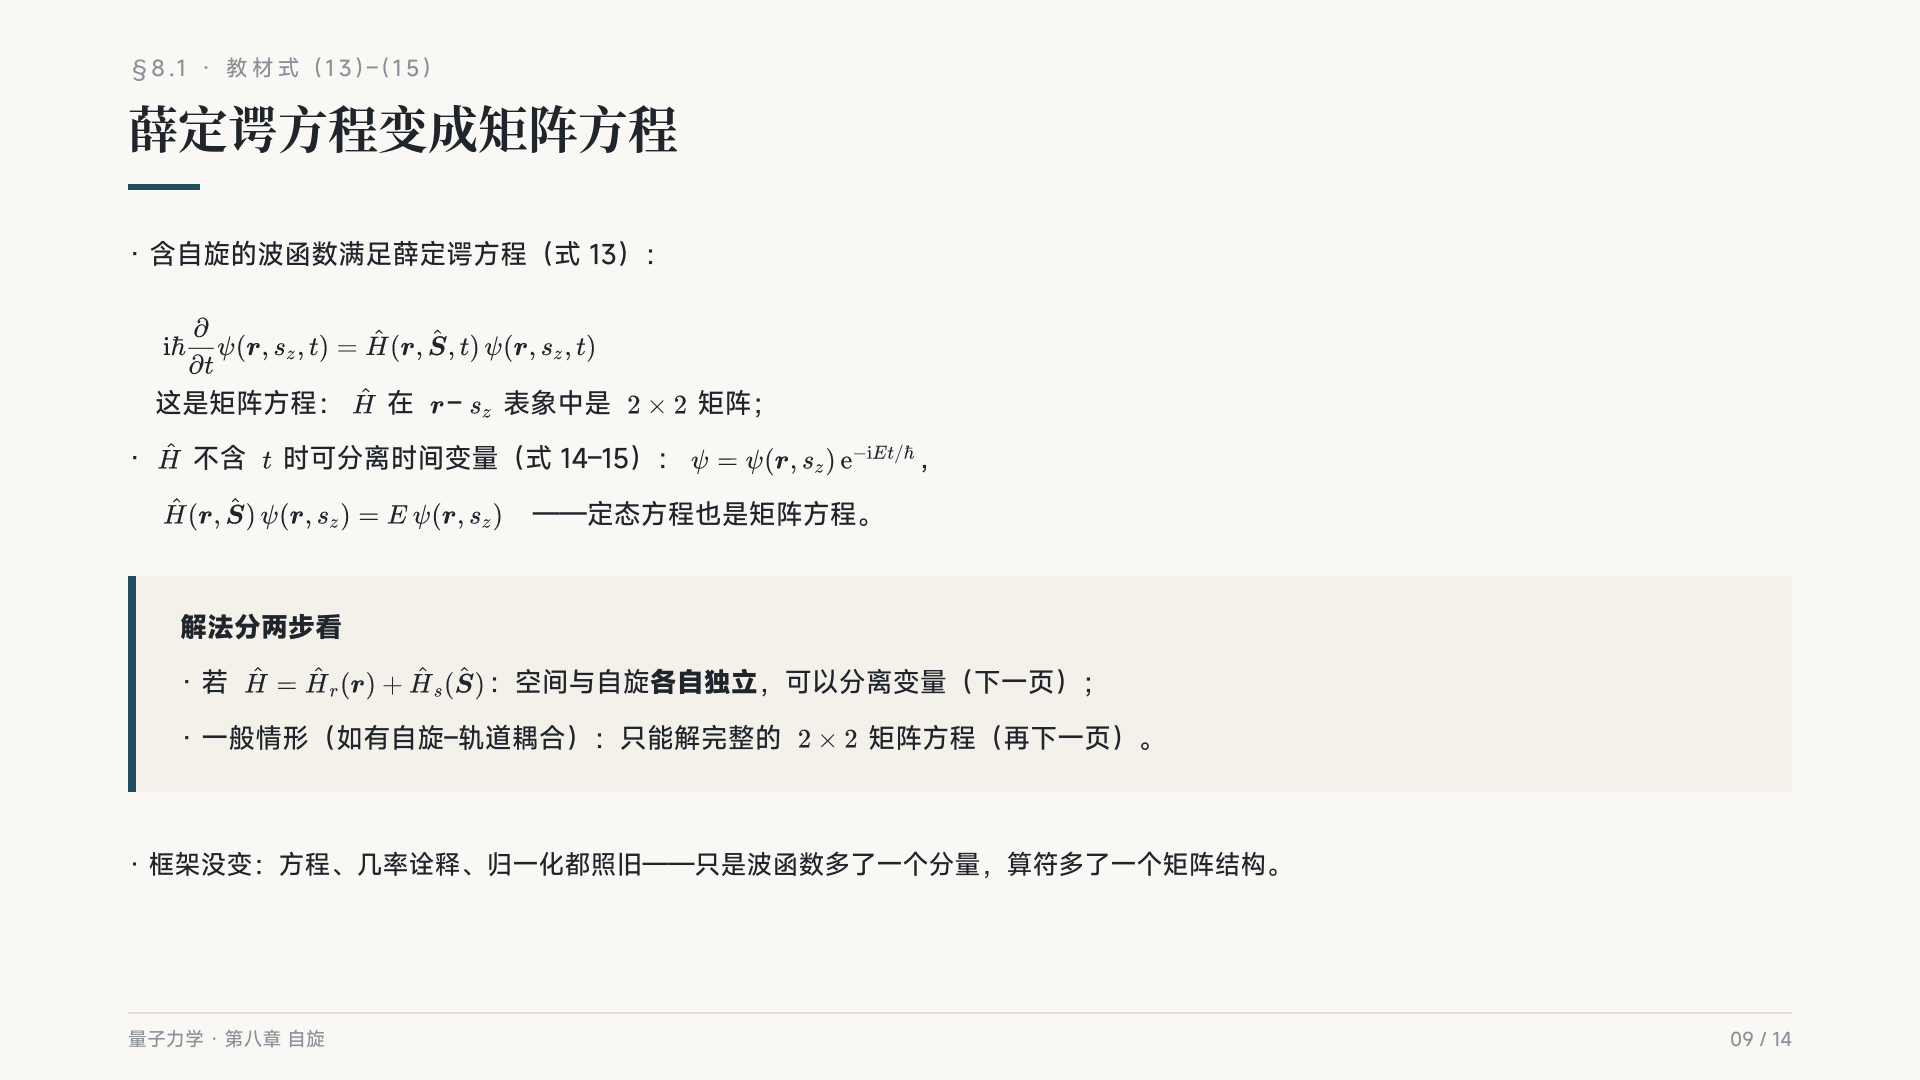 §8.1 · 教材式 (13)–(15)
薛定谔方程变成矩阵方程
· 含自旋的波函数满足薛定谔方程（式 13）:
iħ ∂/∂t ψ(r, s_z, t) = Ĥ(r, Ŝ, t) ψ(r, s_z, t)
这是矩阵方程： Ĥ 在 r – s_z 表象中是 2 × 2 矩阵；
· Ĥ 不含 t 时可分离时间变量（式 14–15）： ψ = ψ(r, s_z) e^{−iEt/ħ}，
Ĥ(r, Ŝ) ψ(r, s_z) = E ψ(r, s_z) ——定态方程也是矩阵方程。
解法分两步看
· 若 Ĥ = Ĥ_r(r) + Ĥ_s(Ŝ)：空间与自旋各自独立，可以分离变量（下一页）；
· 一般情形（如有自旋–轨道耦合）：只能解完整的 2 × 2 矩阵方程（再下一页）。
· 框架没变：方程、几率诠释、归一化都照旧——只是波函数多了一个分量，算符多了一个矩阵结构。
量子力学 · 第八章 自旋
09 / 14